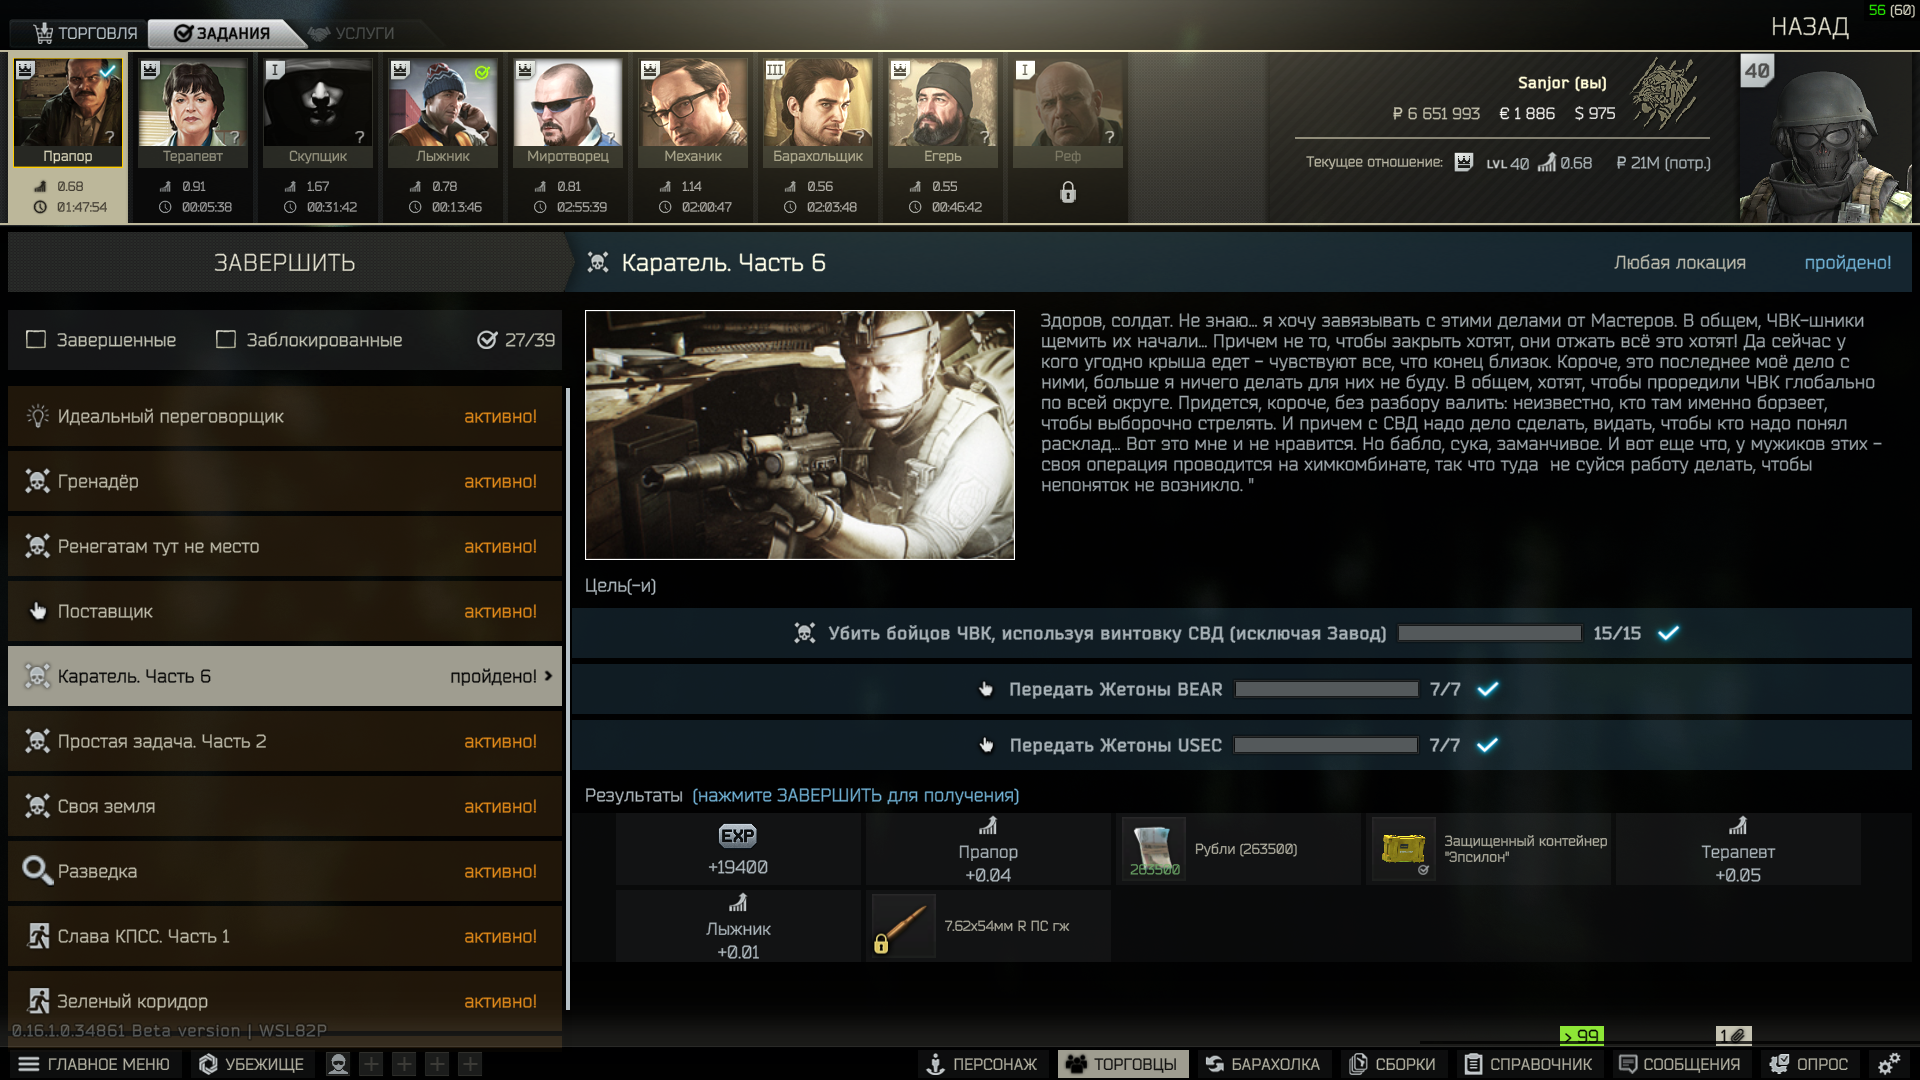 56 (60)
ТОРГОВЛЯ
ЗАДАНИЯ
УСЛУГИ
НАЗАД
I
III
I
40
? ? ? ? ? ? ? ? ?
Прапор Терапевт Скупщик Лыжник Миротворец Механик Барахольщик Егерь Реф
0.68 0.91 1.67 0.78 0.81 1.14 0.56 0.55
01:47:54 00:05:38 00:31:42 00:13:46 02:55:39 02:00:47 02:03:48 00:46:42
Sanjor (вы)
₽ 6 651 993 € 1 886 $ 975
Текущее отношение: LVL 40 0.68 ₽ 21M (потр.)
ЗАВЕРШИТЬ
Каратель. Часть 6
Любая локация
пройдено!
Завершенные
Заблокированные
27/39
Идеальный переговорщик активно!
Гренадёр активно!
Ренегатам тут не место активно!
Поставщик активно!
Каратель. Часть 6 пройдено!
Простая задача. Часть 2 активно!
Своя земля активно!
Разведка активно!
Слава КПСС. Часть 1 активно!
Зеленый коридор активно!
Здоров, солдат. Не знаю... я хочу завязывать с этими делами от Мастеров. В общем, ЧВК-шники
щемить их начали... Причем не то, чтобы закрыть хотят, они отжать всё это хотят! Да сейчас у
кого угодно крыша едет – чувствуют все, что конец близок. Короче, это последнее моё дело с
ними, больше я ничего делать для них не буду. В общем, хотят, чтобы проредили ЧВК глобально
по всей округе. Придется, короче, без разбору валить: неизвестно, кто там именно борзеет,
чтобы выборочно стрелять. И причем с СВД надо дело сделать, видать, чтобы кто надо понял
расклад... Вот это мне и не нравится. Но бабло, сука, заманчивое. И вот еще что, у мужиков этих –
своя операция проводится на химкомбинате, так что туда  не суйся работу делать, чтобы
непоняток не возникло. "
Цель(-и)
Убить бойцов ЧВК, используя винтовку СВД (исключая Завод) 15/15
Передать Жетоны BEAR 7/7
Передать Жетоны USEC 7/7
Результаты (нажмите ЗАВЕРШИТЬ для получения)
EXP
+19400
Прапор
+0.04
263500
Рубли (263500)
Защищенный контейнер
"Эпсилон"
Терапевт
+0.05
Лыжник
+0.01
7.62x54мм R ПС гж
0.16.1.0.34861 Beta version | WSL82P
> 99
1
ГЛАВНОЕ МЕНЮ
УБЕЖИЩЕ
ПЕРСОНАЖ
ТОРГОВЦЫ
БАРАХОЛКА
СБОРКИ
СПРАВОЧНИК
СООБЩЕНИЯ
ОПРОС